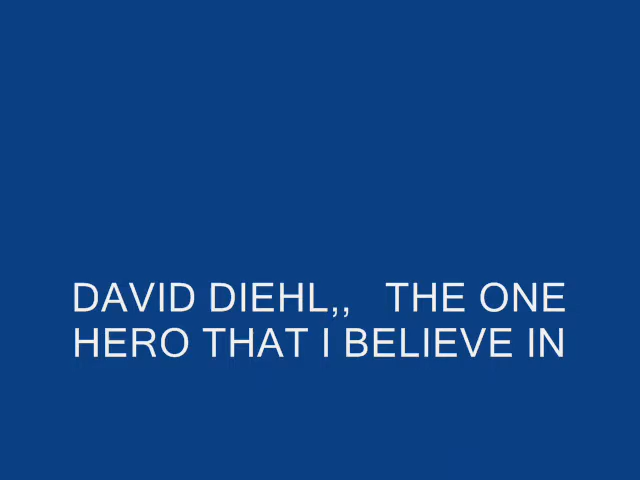 DAVID DIEHL,,   THE ONE
HERO THAT I BELIEVE IN